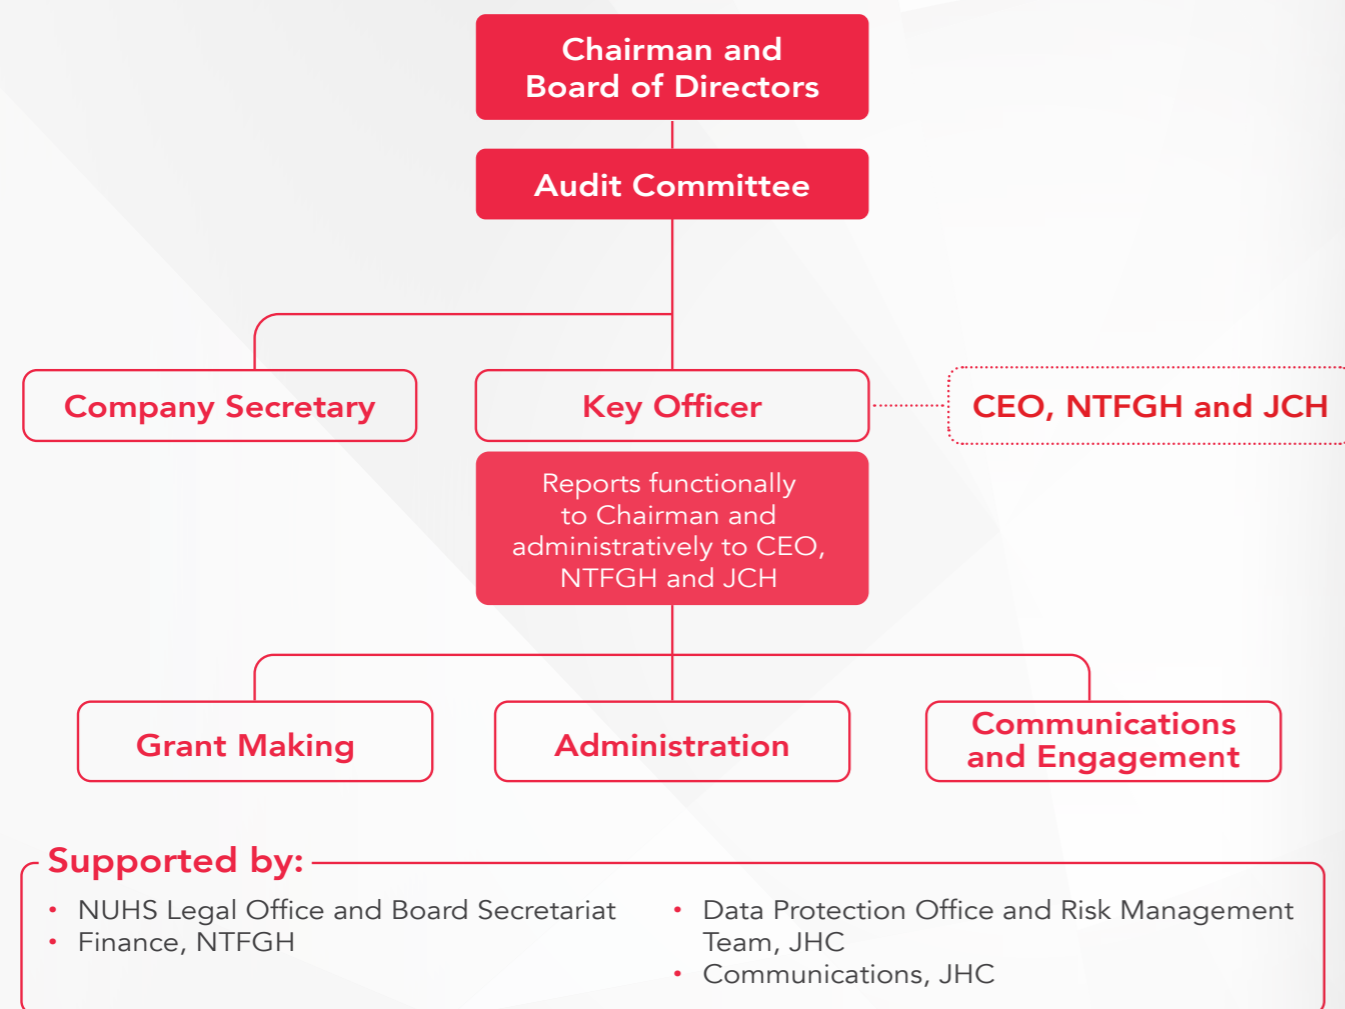 Chairman and
Board of Directors
Audit Committee
Company Secretary
Key Officer
CEO, NTFGH and JCH
Reports functionally
to Chairman and
administratively to CEO,
NTFGH and JCH
Grant Making
Administration
Communications
and Engagement
Supported by:
• NUHS Legal Office and Board Secretariat
• Finance, NTFGH
• Data Protection Office and Risk Management
Team, JHC
• Communications, JHC